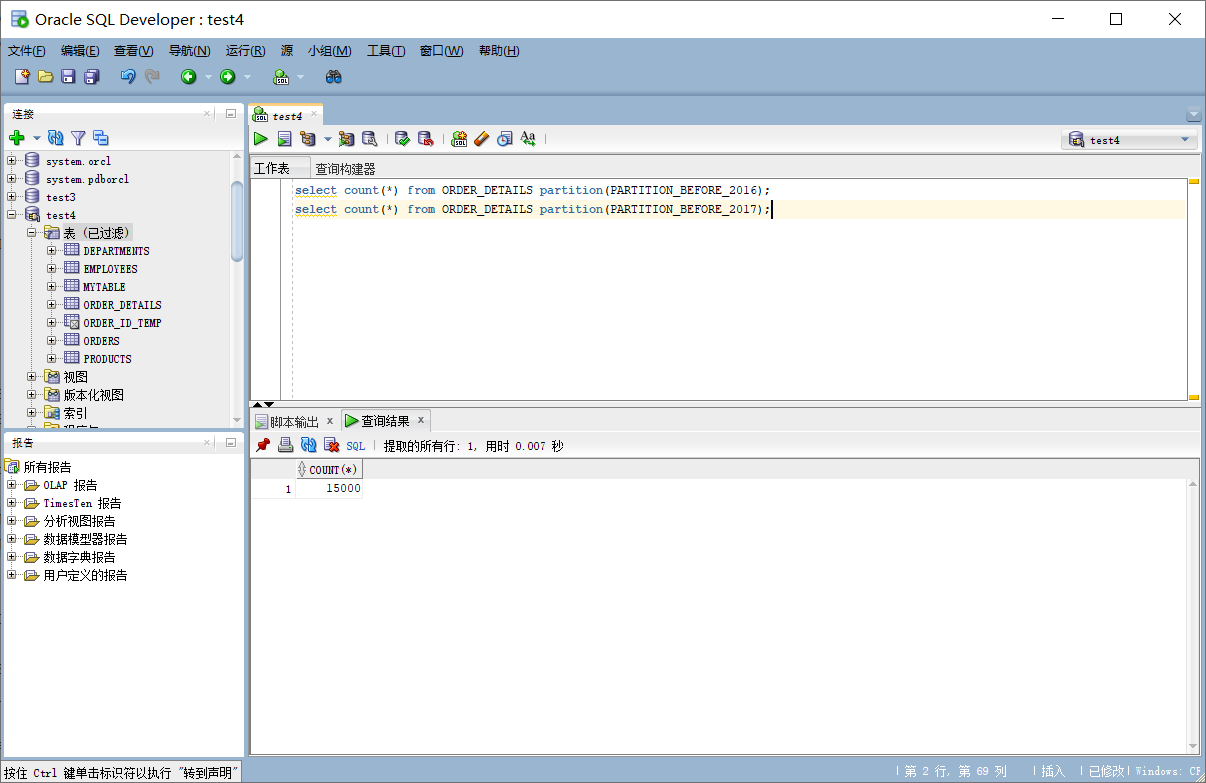 Oracle SQL Developer : test4
文件(F) 编辑(E) 查看(V) 导航(N) 运行(R) 源 小组(M) 工具(T) 窗口(W) 帮助(H)
连接
system.orcl
system.pdborcl
test3
test4
表 (已过滤)
DEPARTMENTS
EMPLOYEES
MYTABLE
ORDER_DETAILS
ORDER_ID_TEMP
ORDERS
PRODUCTS
视图
版本化视图
索引
报告
所有报告
OLAP 报告
TimesTen 报告
分析视图报告
数据模型器报告
数据字典报告
用户定义的报告
test4
test4
工作表 查询构建器
select count(*) from ORDER_DETAILS partition(PARTITION_BEFORE_2016);
select count(*) from ORDER_DETAILS partition(PARTITION_BEFORE_2017);
脚本输出 x 查询结果 x
SQL | 提取的所有行: 1, 用时 0.007 秒
COUNT(*)
1 15000
按住 Ctrl 键单击标识符以执行 "转到声明"
第 2 行, 第 69 列 | 插入 | 已修改 | Windows: CF